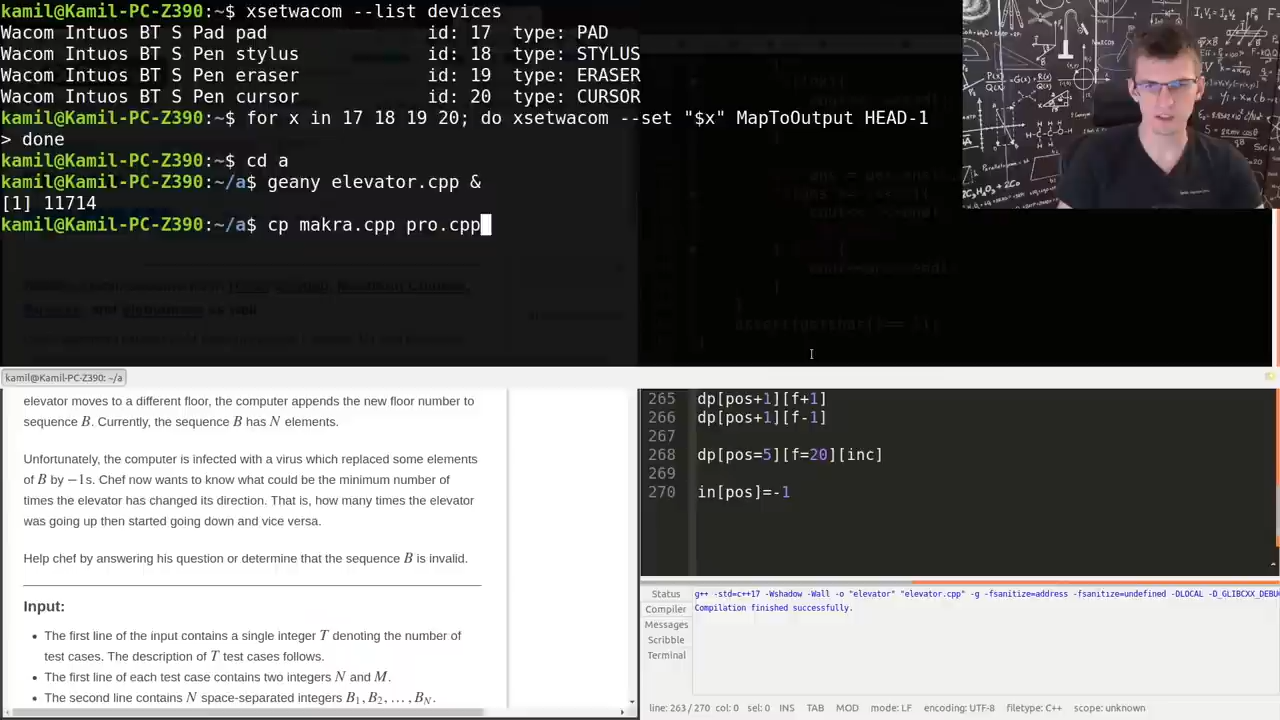 kamil@Kamil-PC-Z390:~$ xsetwacom --list devices
Wacom Intuos BT S Pad pad id: 17 type: PAD
Wacom Intuos BT S Pen stylus id: 18 type: STYLUS
Wacom Intuos BT S Pen eraser id: 19 type: ERASER
Wacom Intuos BT S Pen cursor id: 20 type: CURSOR
kamil@Kamil-PC-Z390:~$ for x in 17 18 19 20; do xsetwacom --set "$x" MapToOutput HEAD-1
> done
kamil@Kamil-PC-Z390:~$ cd a
kamil@Kamil-PC-Z390:~/a$ geany elevator.cpp &
[1] 11714
kamil@Kamil-PC-Z390:~/a$ cp makra.cpp pro.cpp
kamil@Kamil-PC-Z390: ~/a
elevator moves to a different floor, the computer appends the new floor number to
sequence B. Currently, the sequence B has N elements.
Unfortunately, the computer is infected with a virus which replaced some elements
of B by −1s. Chef now wants to know what could be the minimum number of
times the elevator has changed its direction. That is, how many times the elevator
was going up then started going down and vice versa.
Help chef by answering his question or determine that the sequence B is invalid.
Input:
• The first line of the input contains a single integer T denoting the number of
test cases. The description of T test cases follows.
• The first line of each test case contains two integers N and M.
• The second line contains N space-separated integers B1, B2, . . . , BN.
265 dp[pos+1][f+1]
266 dp[pos+1][f-1]
267
268 dp[pos=5][f=20][inc]
269
270 in[pos]=-1
Status
Compiler
Messages
Scribble
Terminal
g++ -std=c++17 -Wshadow -Wall -o "elevator" "elevator.cpp" -g -fsanitize=address -fsanitize=undefined -DLOCAL -D_GLIBCXX_DEBU
Compilation finished successfully.
line: 263 / 270 col: 0 sel: 0 INS TAB MOD mode: LF encoding: UTF-8 filetype: C++ scope: unknown